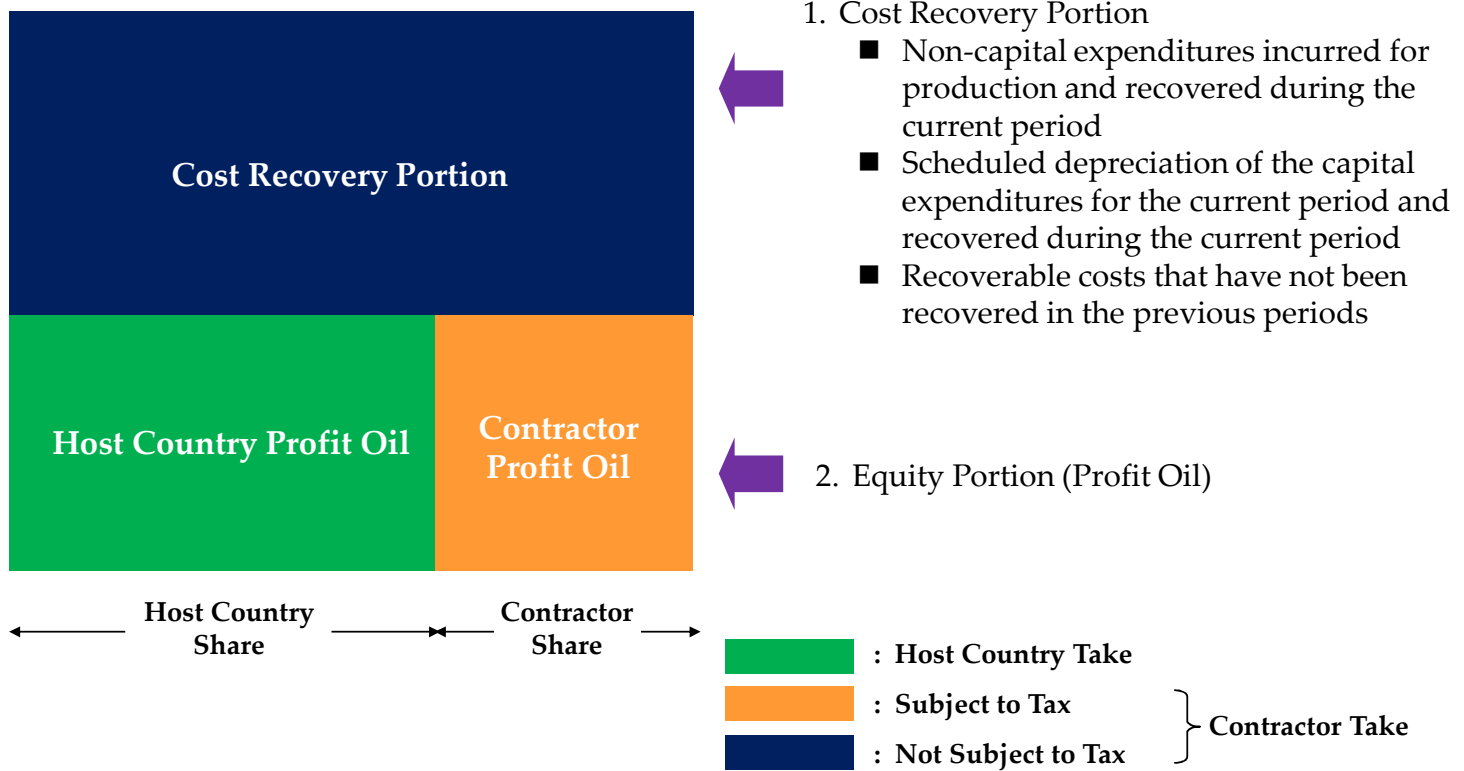 Cost Recovery Portion
Host Country Profit Oil
Contractor
Profit Oil
Host Country
Share
Contractor
Share
1. Cost Recovery Portion
■ Non-capital expenditures incurred for
production and recovered during the
current period
■ Scheduled depreciation of the capital
expenditures for the current period and
recovered during the current period
■ Recoverable costs that have not been
recovered in the previous periods
2. Equity Portion (Profit Oil)
: Host Country Take
: Subject to Tax
: Not Subject to Tax
Contractor Take